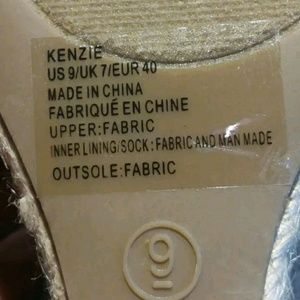 KENZIE
US 9/UK 7/EUR 40
MADE IN CHINA
FABRIQUÉ EN CHINE
UPPER:FABRIC
INNER LINING/SOCK : FABRIC AND MAN MADE
OUTSOLE:FABRIC
9